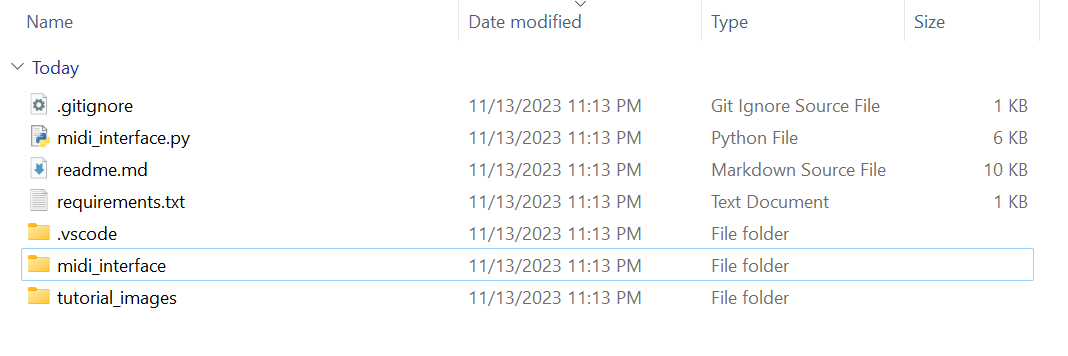 Name Date modified Type Size
Today
.gitignore 11/13/2023 11:13 PM Git Ignore Source File 1 KB
midi_interface.py 11/13/2023 11:13 PM Python File 6 KB
readme.md 11/13/2023 11:13 PM Markdown Source File 10 KB
requirements.txt 11/13/2023 11:13 PM Text Document 1 KB
.vscode 11/13/2023 11:13 PM File folder
midi_interface 11/13/2023 11:13 PM File folder
tutorial_images 11/13/2023 11:13 PM File folder